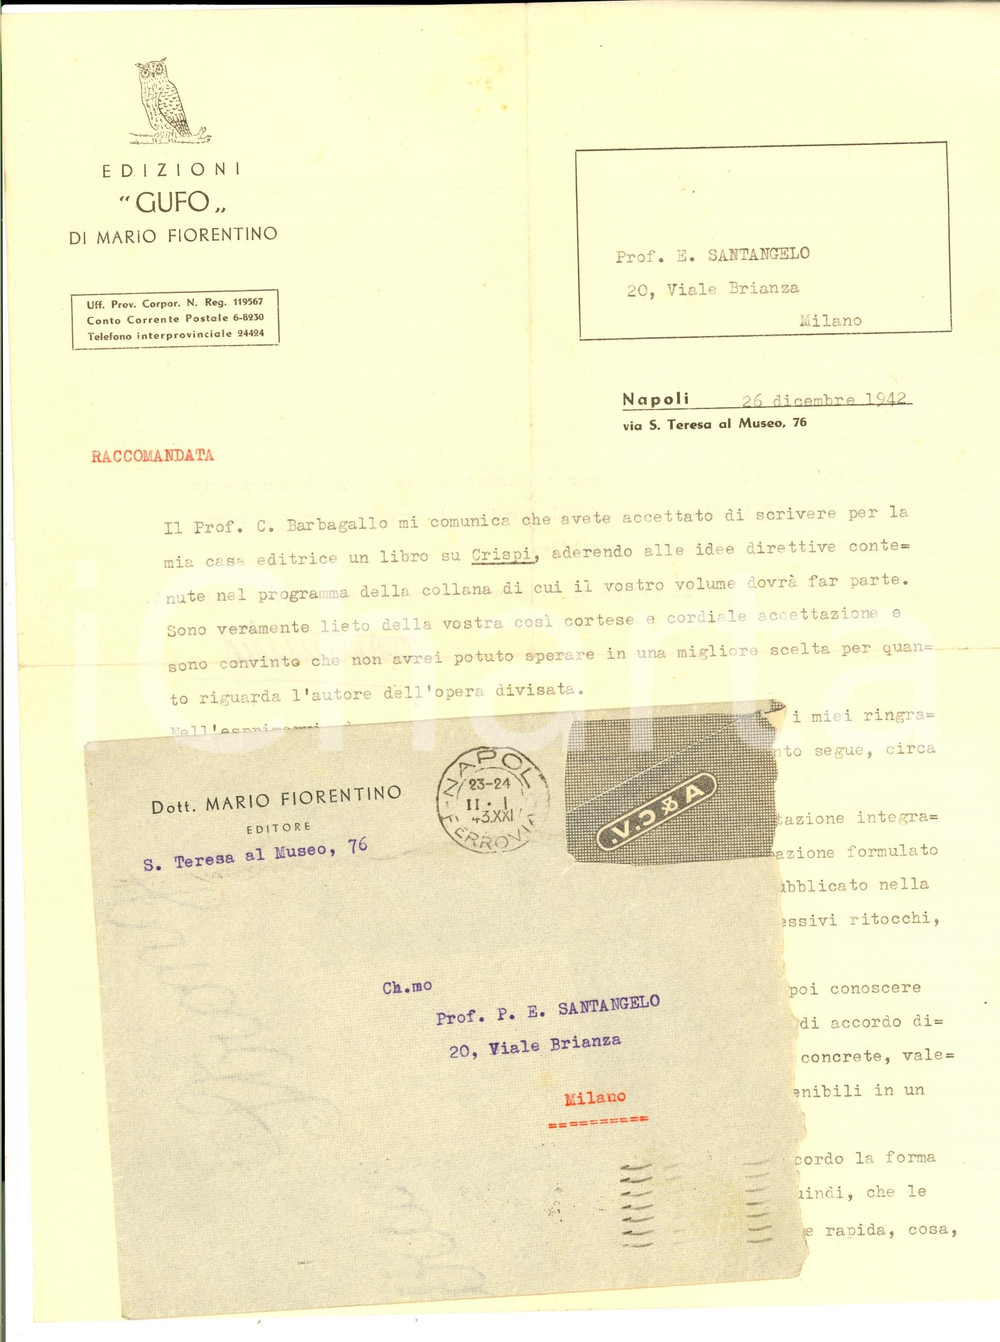 EDIZIONI
“GUFO„
DI MARIO FIORENTINO
Uff. Prov. Corpor. N. Reg. 119567
Conto Corrente Postale 6-8230
Telefono interprovinciale 24424
Prof. E. SANTANGELO
20, Viale Brianza
Milano
Napoli 26 dicembre 1942
via S. Teresa al Museo, 76
RACCOMANDATA
Il Prof. C. Barbagallo mi comunica che avete accettato di scrivere per la
mia casa editrice un libro su Crispi, aderendo alle idee direttive conte=
nute nel programma della collana di cui il vostro volume dovrà far parte.
Sono veramente lieto della vostra così cortese e cordiale accettazione e
sono convinto che non avrei potuto sperare in una migliore scelta per quan=
to riguarda l'autore dell'opera divisata.
Nell'esprimervi
i miei ringra=
nto segue, circa
tazione integra=
azione formulato
ubblicato nella
essivi ritocchi,
poi conoscere
di accordo di=
concrete, vale=
enibili in un
cordo la forma
uindi, che le
e rapida, cosa,
Dott. MARIO FIORENTINO
EDITORE
S. Teresa al Museo, 76
NAPOLI
23-24
II·I
43.XXI
FERROVIA
A & C.V.
Ch.mo
Prof. P. E. SANTANGELO
20, Viale Brianza
Milano
==========